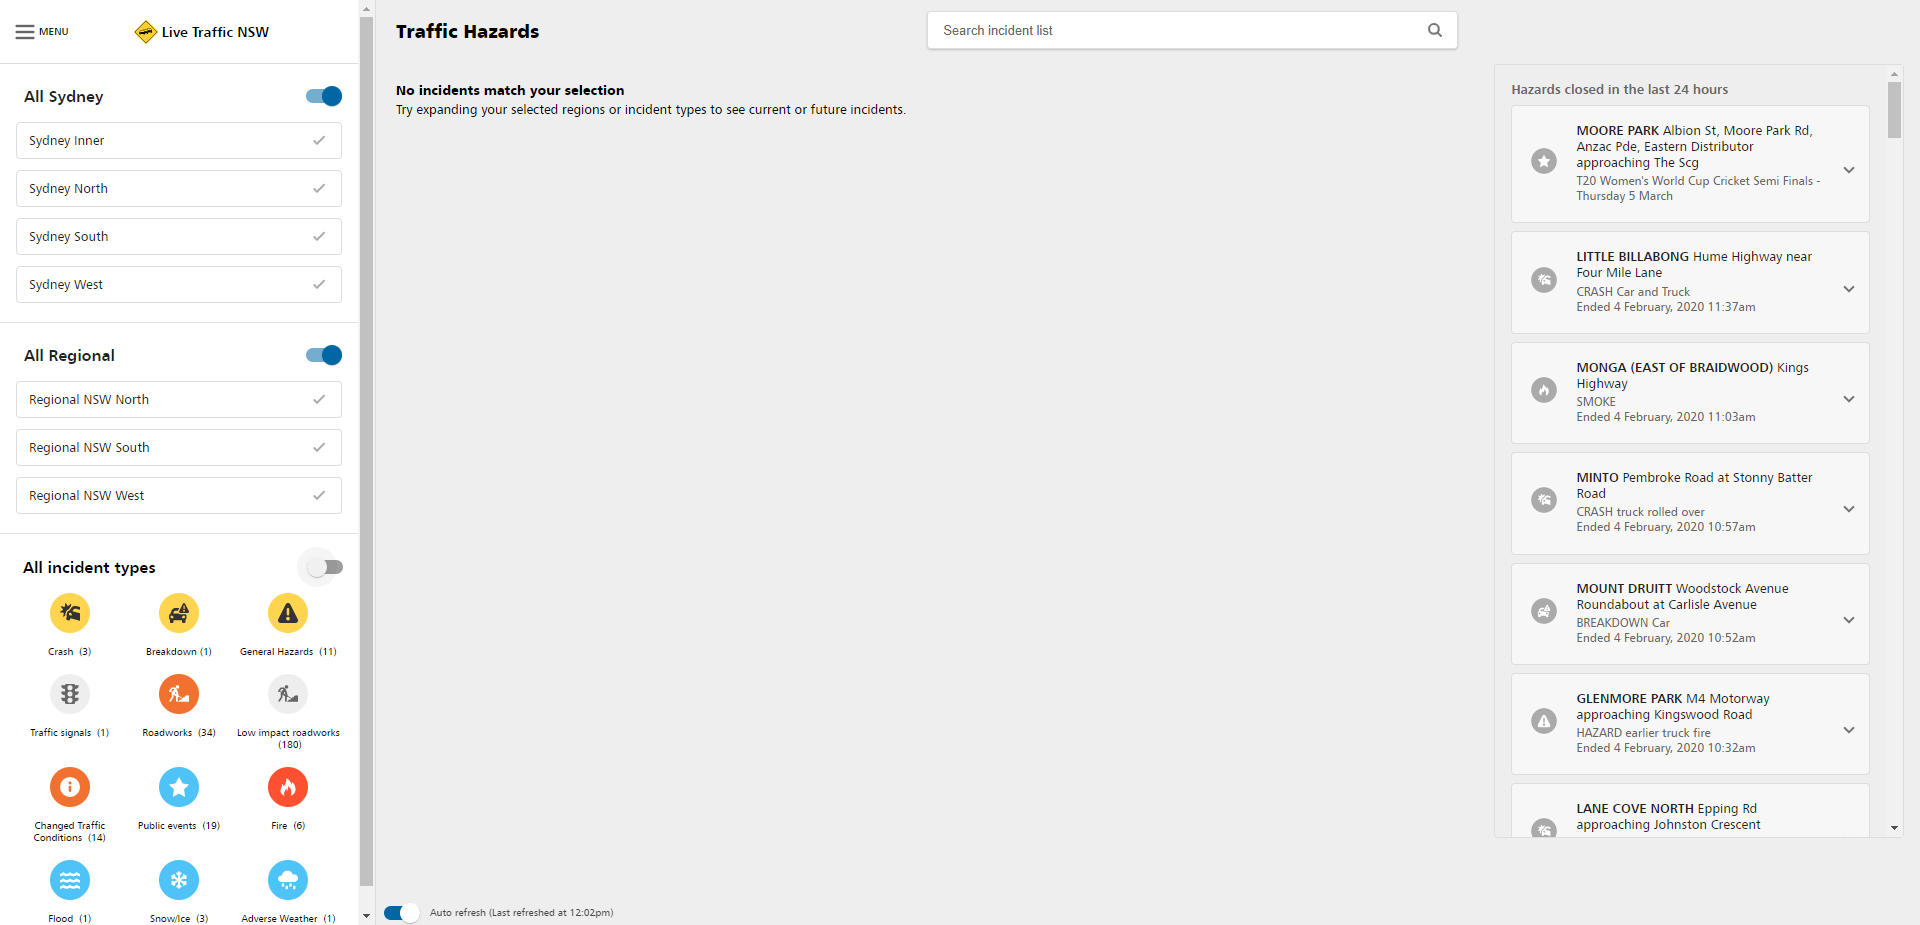 MENU
Live Traffic NSW
All Sydney
Sydney Inner
Sydney North
Sydney South
Sydney West
All Regional
Regional NSW North
Regional NSW South
Regional NSW West
All incident types
Crash (3)
Breakdown (1)
General Hazards (11)
Traffic signals (1)
Roadworks (34)
Low impact roadworks
(180)
Changed Traffic
Conditions (14)
Public events (19)
Fire (6)
Flood (1)
Snow/Ice (3)
Adverse Weather (1)
Traffic Hazards
Search incident list
No incidents match your selection
Try expanding your selected regions or incident types to see current or future incidents.
Auto refresh (Last refreshed at 12:02pm)
Hazards closed in the last 24 hours
MOORE PARK Albion St, Moore Park Rd,
Anzac Pde, Eastern Distributor
approaching The Scg
T20 Women's World Cup Cricket Semi Finals -
Thursday 5 March
LITTLE BILLABONG Hume Highway near
Four Mile Lane
CRASH Car and Truck
Ended 4 February, 2020 11:37am
MONGA (EAST OF BRAIDWOOD) Kings
Highway
SMOKE
Ended 4 February, 2020 11:03am
MINTO Pembroke Road at Stonny Batter
Road
CRASH truck rolled over
Ended 4 February, 2020 10:57am
MOUNT DRUITT Woodstock Avenue
Roundabout at Carlisle Avenue
BREAKDOWN Car
Ended 4 February, 2020 10:52am
GLENMORE PARK M4 Motorway
approaching Kingswood Road
HAZARD earlier truck fire
Ended 4 February, 2020 10:32am
LANE COVE NORTH Epping Rd
approaching Johnston Crescent